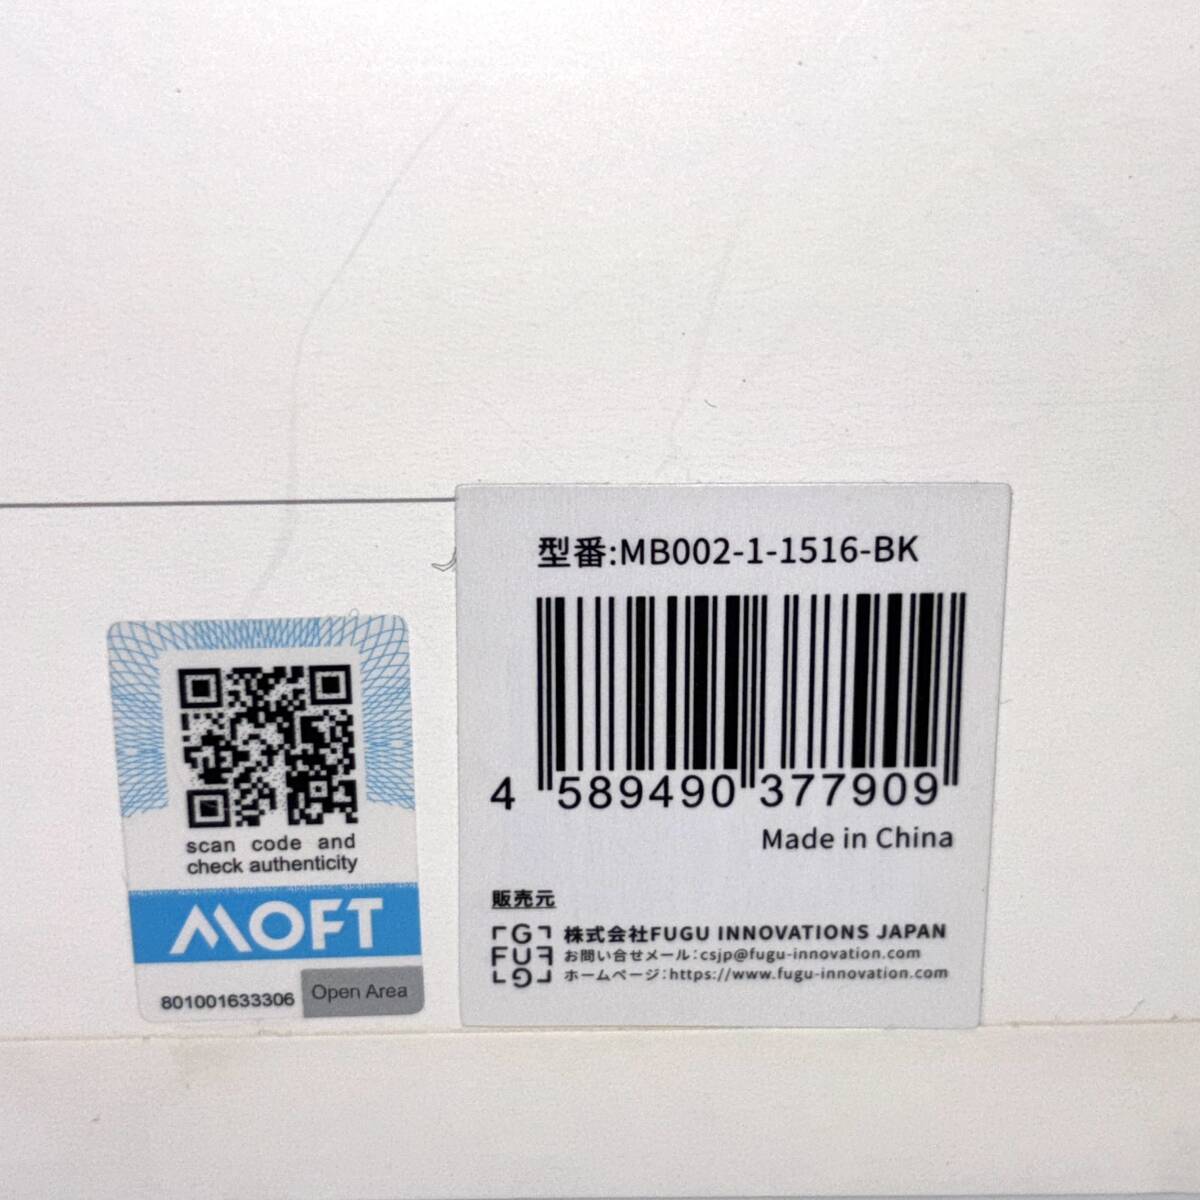 型番:MB002-1-1516-BK
4 589490 377909
Made in China
販売元
FUGU
株式会社FUGU INNOVATIONS JAPAN
お問い合せメール:csjp@fugu-innovation.com
ホームページ:https://www.fugu-innovation.com
scan code and
check authenticity
MOFT
801001633306
Open Area